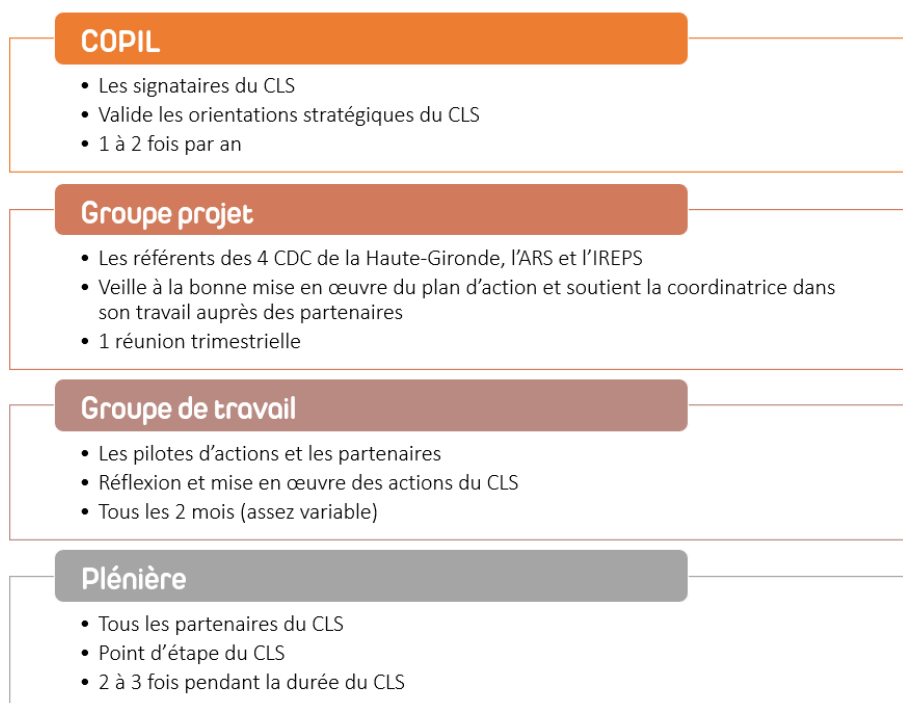 COPIL
• Les signataires du CLS
• Valide les orientations stratégiques du CLS
• 1 à 2 fois par an
Groupe projet
• Les référents des 4 CDC de la Haute-Gironde, l’ARS et l’IREPS
• Veille à la bonne mise en œuvre du plan d’action et soutient la coordinatrice dans
son travail auprès des partenaires
• 1 réunion trimestrielle
Groupe de travail
• Les pilotes d’actions et les partenaires
• Réflexion et mise en œuvre des actions du CLS
• Tous les 2 mois (assez variable)
Plénière
• Tous les partenaires du CLS
• Point d’étape du CLS
• 2 à 3 fois pendant la durée du CLS